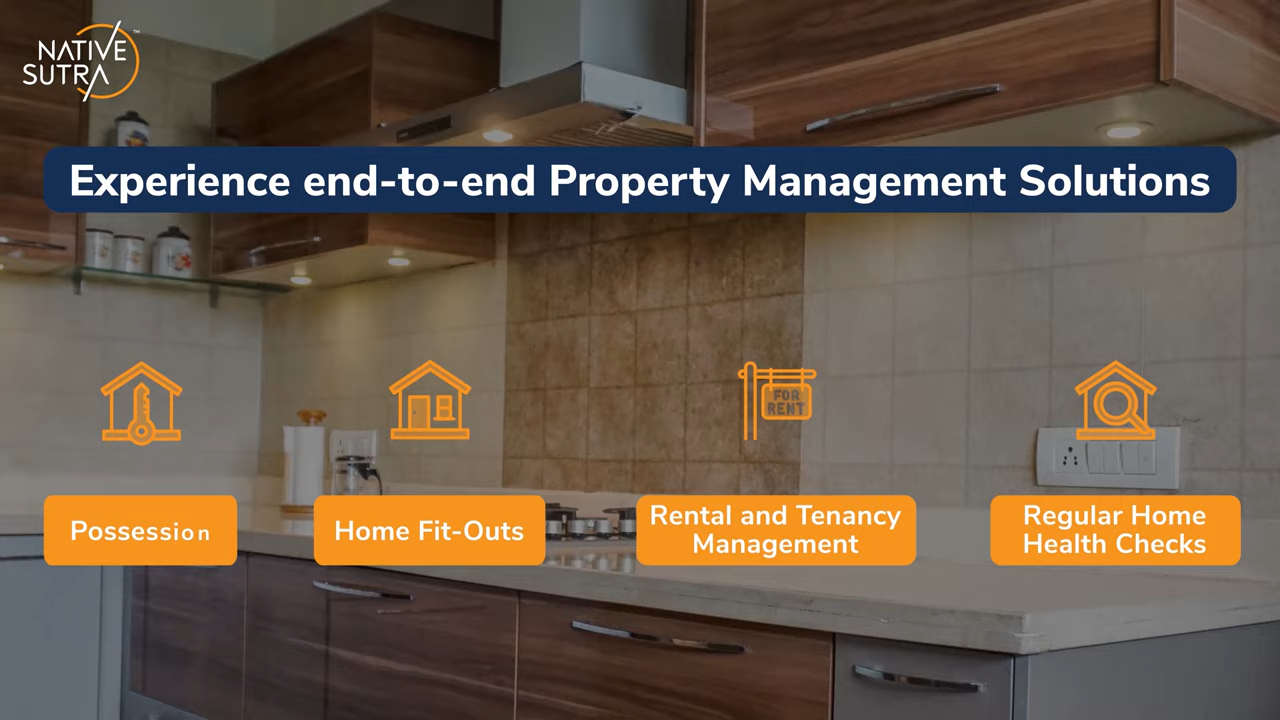 NATIVE
SUTRA
™
Experience end-to-end Property Management Solutions
FOR
RENT
Possession
Home Fit-Outs
Rental and Tenancy
Management
Regular Home
Health Checks